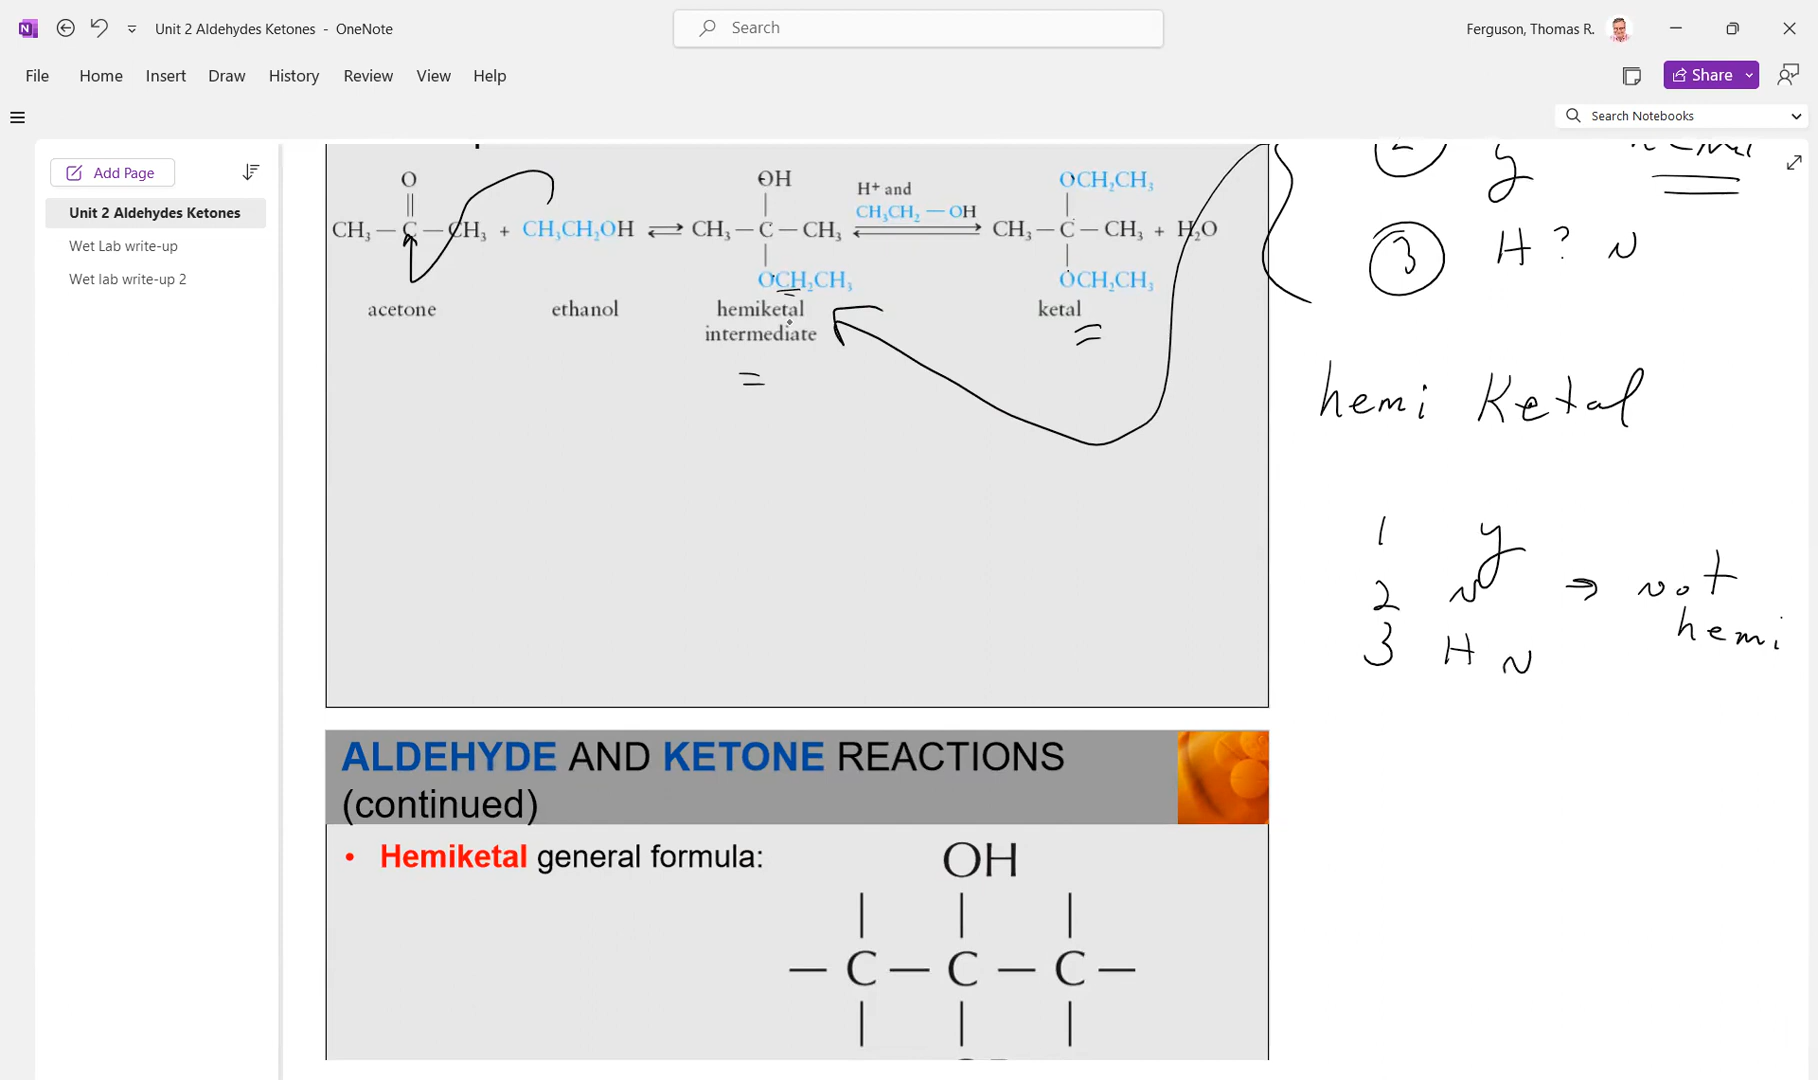 Unit 2 Aldehydes Ketones - OneNote
Search
Ferguson, Thomas R.
File Home Insert Draw History Review View Help
Share
Search Notebooks
Add Page
Unit 2 Aldehydes Ketones
Wet Lab write-up
Wet lab write-up 2
O OH H⁺ and OCH₂CH₃
CH₃CH₂ — OH
CH₃ — C — CH₃ + CH₃CH₂OH ⇌ CH₃ — C — CH₃ ⇌ CH₃ — C — CH₃ + H₂O
OCH₂CH₃ OCH₂CH₃
acetone ethanol hemiketal ketal
intermediate
=
=
2 y hemi
3 H ? N
hemi Ketal
1 y
2 N ⇒ not
hemi
3 H N
ALDEHYDE AND KETONE REACTIONS
(continued)
• Hemiketal general formula:
OH
— C — C — C —